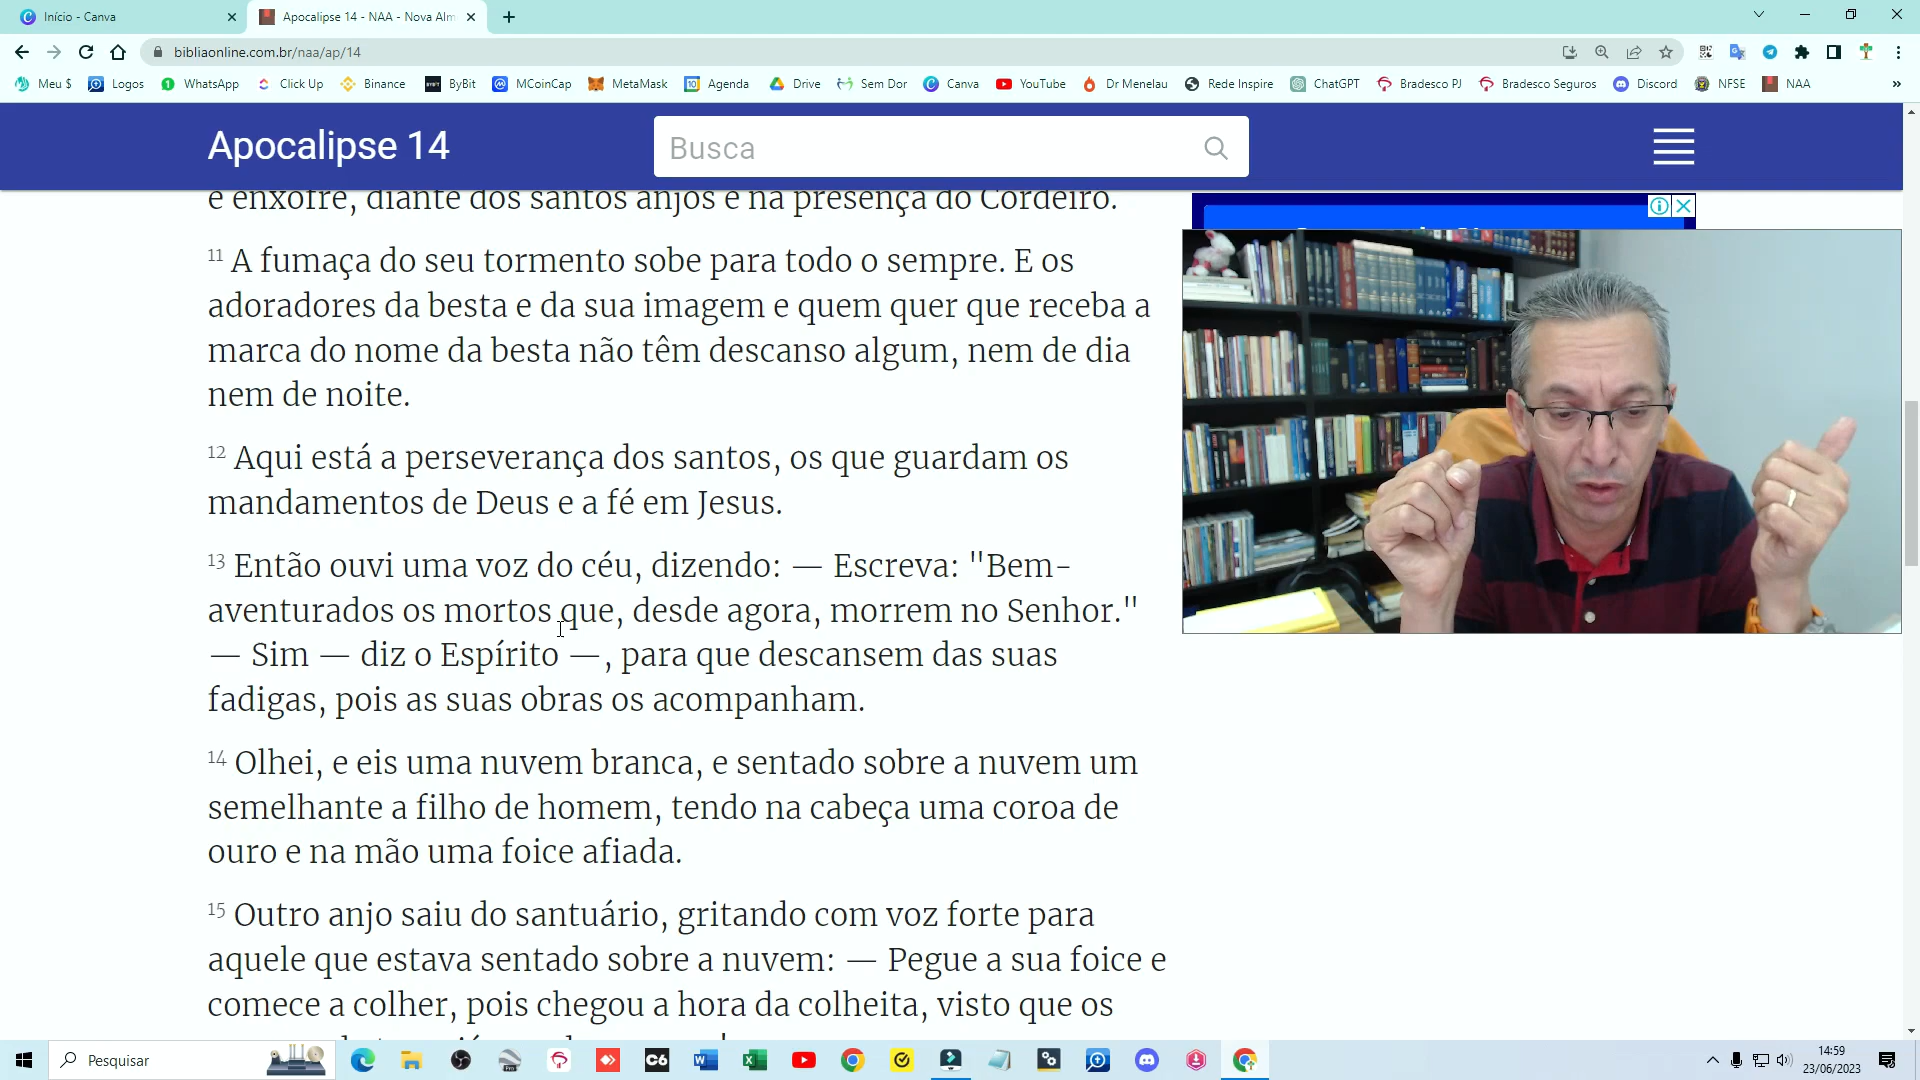 Início - Canva
Apocalipse 14 - NAA - Nova Alm
bibliaonline.com.br/naa/ap/14
Meu $
Logos
WhatsApp
Click Up
Binance
ByBit
MCoinCap
MetaMask
Agenda
Drive
Sem Dor
Canva
YouTube
Dr Menelau
Rede Inspire
ChatGPT
Bradesco PJ
Bradesco Seguros
Discord
NFSE
NAA
»
Apocalipse 14
Busca
e enxofre, diante dos santos anjos e na presença do Cordeiro.
11 A fumaça do seu tormento sobe para todo o sempre. E os
adoradores da besta e da sua imagem e quem quer que receba a
marca do nome da besta não têm descanso algum, nem de dia
nem de noite.
12 Aqui está a perseverança dos santos, os que guardam os
mandamentos de Deus e a fé em Jesus.
13 Então ouvi uma voz do céu, dizendo: — Escreva: "Bem-
aventurados os mortos que, desde agora, morrem no Senhor."
— Sim — diz o Espírito —, para que descansem das suas
fadigas, pois as suas obras os acompanham.
14 Olhei, e eis uma nuvem branca, e sentado sobre a nuvem um
semelhante a filho de homem, tendo na cabeça uma coroa de
ouro e na mão uma foice afiada.
15 Outro anjo saiu do santuário, gritando com voz forte para
aquele que estava sentado sobre a nuvem: — Pegue a sua foice e
comece a colher, pois chegou a hora da colheita, visto que os
Pesquisar
C6
14:59
23/06/2023